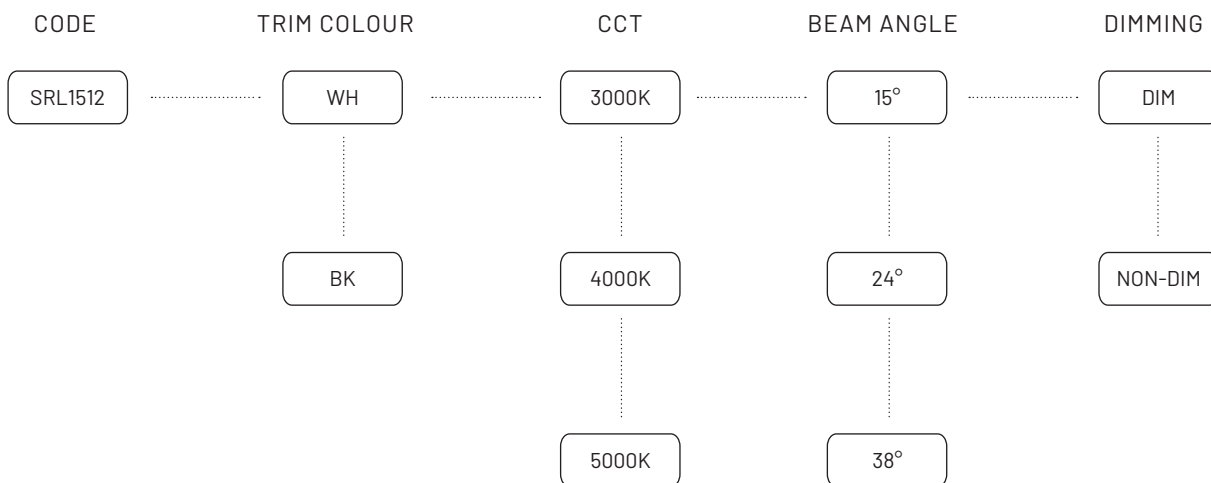 CODE TRIM COLOUR CCT BEAM ANGLE DIMMING
SRL1512 WH 3000K 15° DIM
BK 4000K 24° NON-DIM
5000K 38°